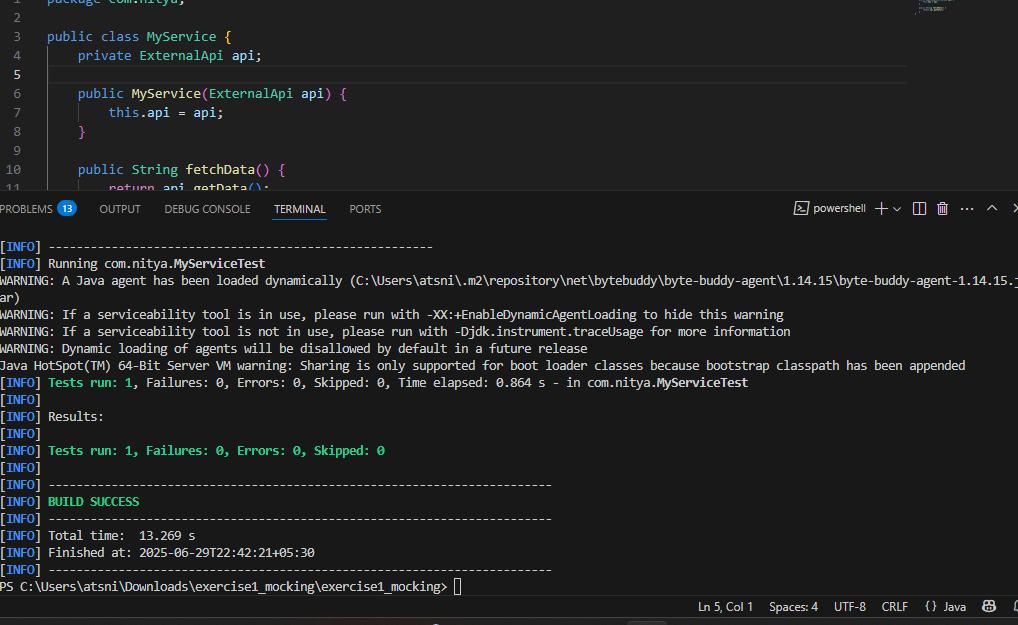 1 package com.nitya;
2
3 public class MyService {
4 private ExternalApi api;
5
6 public MyService(ExternalApi api) {
7 this.api = api;
8 }
9
10 public String fetchData() {
11 return api.getData();
PROBLEMS 13 OUTPUT DEBUG CONSOLE TERMINAL PORTS powershell
[INFO] -------------------------------------------------------
[INFO] Running com.nitya.MyServiceTest
WARNING: A Java agent has been loaded dynamically (C:\Users\atsni\.m2\repository\net\bytebuddy\byte-buddy-agent\1.14.15\byte-buddy-agent-1.14.15.j
ar)
WARNING: If a serviceability tool is in use, please run with -XX:+EnableDynamicAgentLoading to hide this warning
WARNING: If a serviceability tool is not in use, please run with -Djdk.instrument.traceUsage for more information
WARNING: Dynamic loading of agents will be disallowed by default in a future release
Java HotSpot(TM) 64-Bit Server VM warning: Sharing is only supported for boot loader classes because bootstrap classpath has been appended
[INFO] Tests run: 1, Failures: 0, Errors: 0, Skipped: 0, Time elapsed: 0.864 s - in com.nitya.MyServiceTest
[INFO]
[INFO] Results:
[INFO]
[INFO] Tests run: 1, Failures: 0, Errors: 0, Skipped: 0
[INFO]
[INFO] ------------------------------------------------------------------------
[INFO] BUILD SUCCESS
[INFO] ------------------------------------------------------------------------
[INFO] Total time:  13.269 s
[INFO] Finished at: 2025-06-29T22:42:21+05:30
[INFO] ------------------------------------------------------------------------
PS C:\Users\atsni\Downloads\exercise1_mocking\exercise1_mocking>
Ln 5, Col 1 Spaces: 4 UTF-8 CRLF {} Java